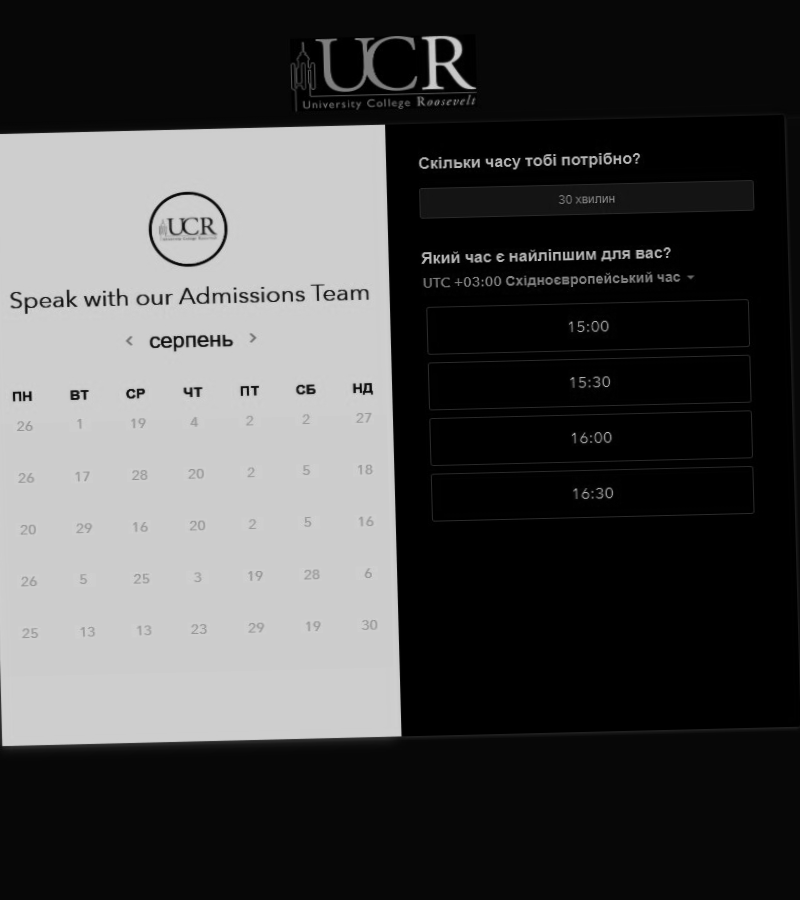 UCR
University College Roosevelt
UCR
University College Roosevelt
Speak with our Admissions Team
серпень
ПН ВТ СР ЧТ ПТ СБ НД
26 1 19 4 2 2 27
26 17 28 20 2 5 18
20 29 16 20 2 5 16
26 5 25 3 19 28 6
25 13 13 23 29 19 30
Скільки часу тобі потрібно?
30 хвилин
Який час є найліпшим для вас?
UTC +03:00 Східноєвропейський час
15:00
15:30
16:00
16:30